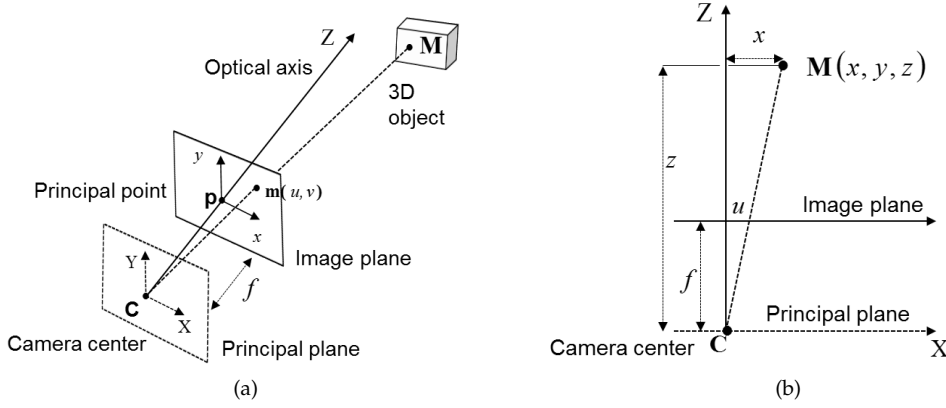 Z
M
Optical axis
3D
object
y
Principal point
p
m( u, v )
x
Image plane
Y
f
C
X
Camera center
Principal plane
(a)
Z
x
M(x, y, z)
z
u
Image plane
f
Principal plane
Camera center
C
X
(b)